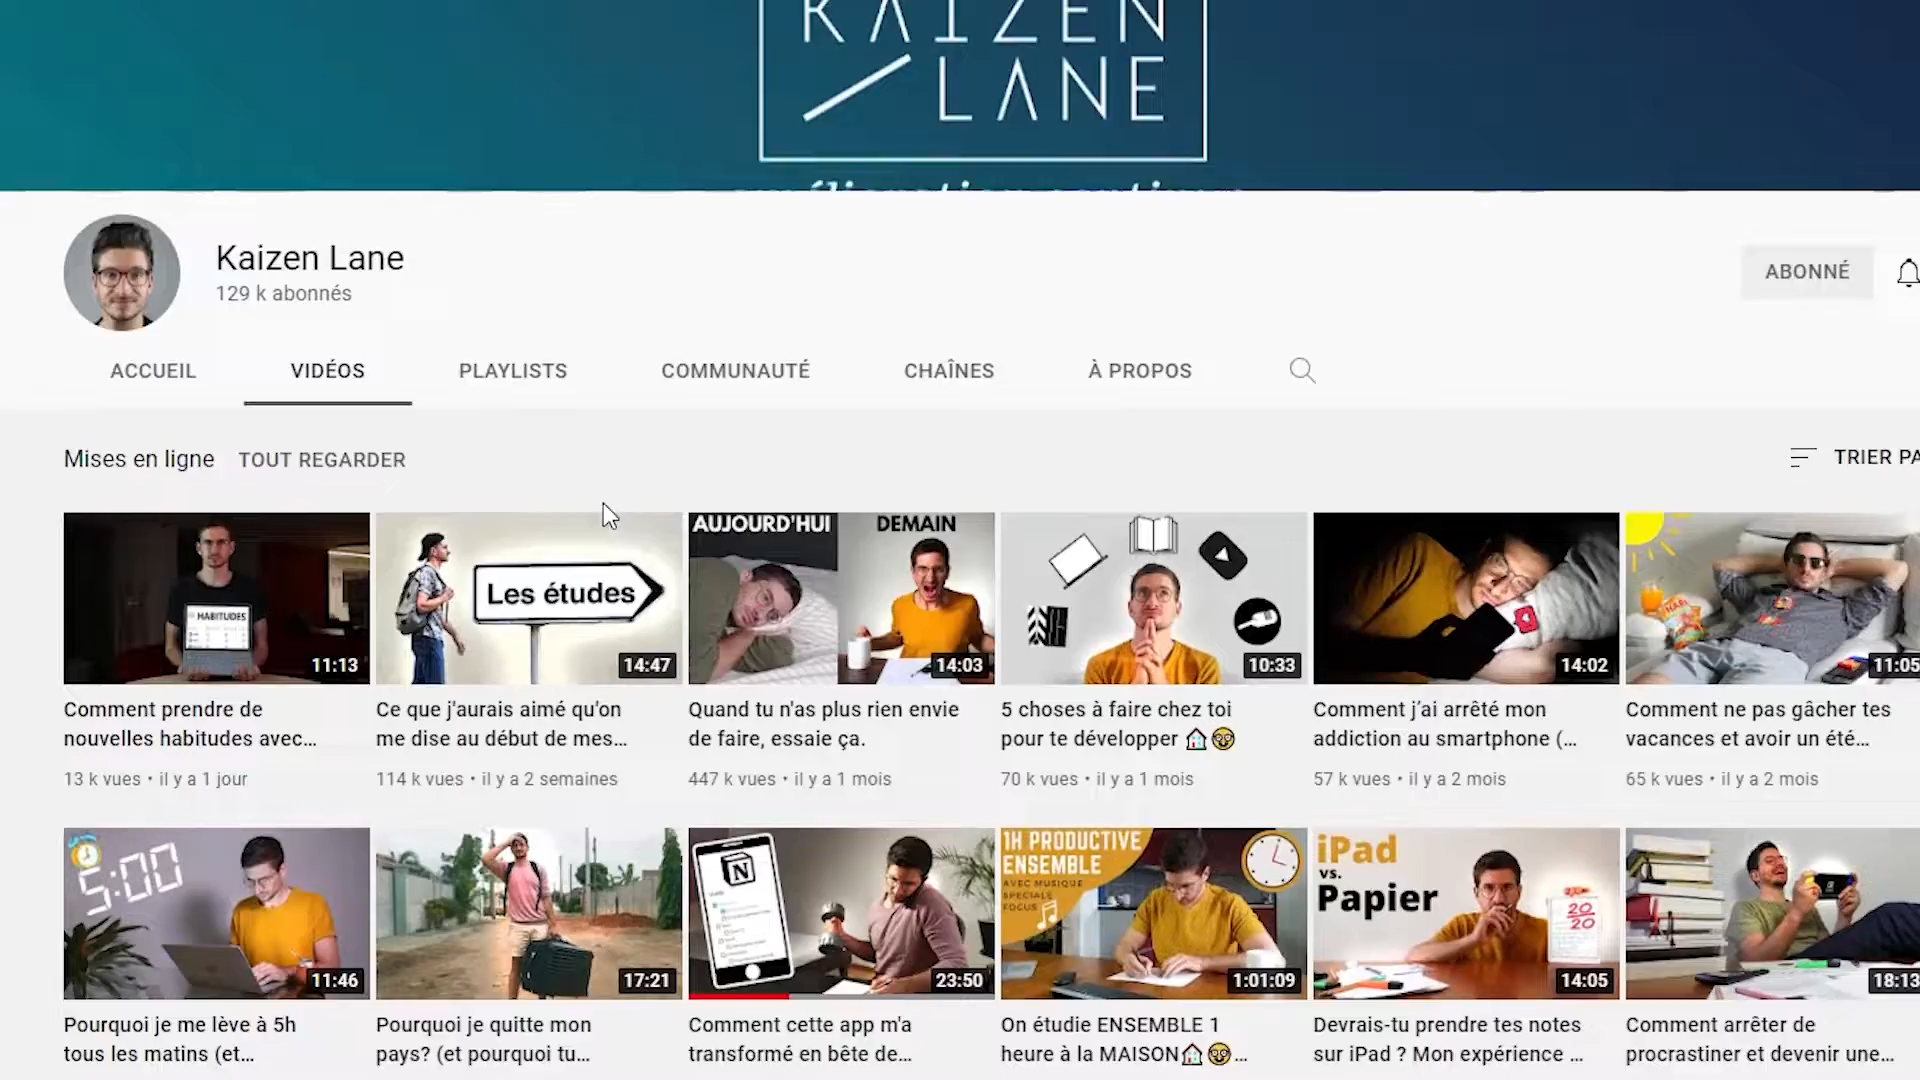 KAIZEN
LANE
Kaizen Lane
129 k abonnés
ABONNÉ
ACCUEIL
VIDÉOS
PLAYLISTS
COMMUNAUTÉ
CHAÎNES
À PROPOS
Mises en ligne
TOUT REGARDER
TRIER PA
HABITUDES
11:13
Les études
14:47
AUJOURD'HUI
DEMAIN
14:03
10:33
14:02
11:05
Comment prendre de
nouvelles habitudes avec...
13 k vues • il y a 1 jour
Ce que j'aurais aimé qu'on
me dise au début de mes...
114 k vues • il y a 2 semaines
Quand tu n'as plus rien envie
de faire, essaie ça.
447 k vues • il y a 1 mois
5 choses à faire chez toi
pour te développer 🏠🤓
70 k vues • il y a 1 mois
Comment j'ai arrêté mon
addiction au smartphone (...
57 k vues • il y a 2 mois
Comment ne pas gâcher tes
vacances et avoir un été...
65 k vues • il y a 2 mois
5:00
11:46
17:21
N
23:50
1H PRODUCTIVE
ENSEMBLE
AVEC MUSIQUE
SPECIALE
FOCUS
1:01:09
iPad
vs.
Papier
20
20
14:05
18:13
Pourquoi je me lève à 5h
tous les matins (et...
Pourquoi je quitte mon
pays? (et pourquoi tu...
Comment cette app m'a
transformé en bête de...
On étudie ENSEMBLE 1
heure à la MAISON🏠🤓...
Devrais-tu prendre tes notes
sur iPad ? Mon expérience ...
Comment arrêter de
procrastiner et devenir une...